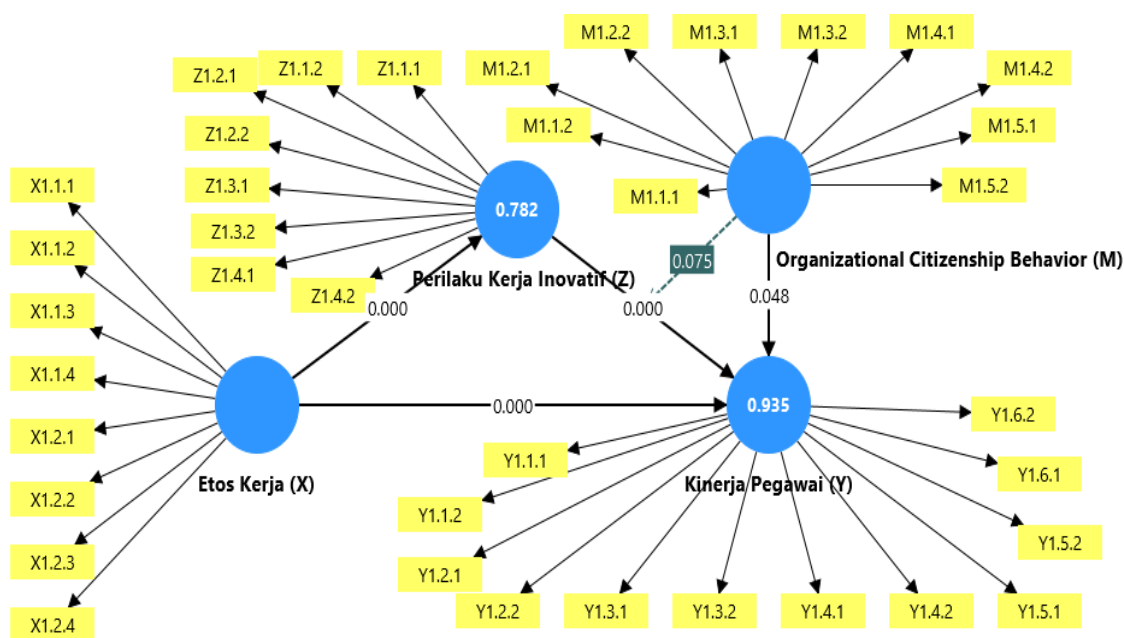 M1.2.2
M1.3.1
M1.3.2
M1.4.1
Z1.2.1
Z1.1.2
Z1.1.1
M1.2.1
M1.4.2
Z1.2.2
M1.1.2
M1.5.1
X1.1.1
Z1.3.1
M1.1.1
M1.5.2
0.782
Z1.3.2
X1.1.2
Z1.4.1
0.075
Organizational Citizenship Behavior (M)
Perilaku Kerja Inovatif (Z)
Z1.4.2
0.048
X1.1.3
0.000
0.000
X1.1.4
0.935
0.000
Y1.6.2
X1.2.1
Y1.1.1
Y1.6.1
Etos Kerja (X)
Kinerja Pegawai (Y)
X1.2.2
Y1.1.2
Y1.5.2
X1.2.3
Y1.2.1
Y1.2.2
Y1.3.1
Y1.3.2
Y1.4.1
Y1.4.2
Y1.5.1
X1.2.4